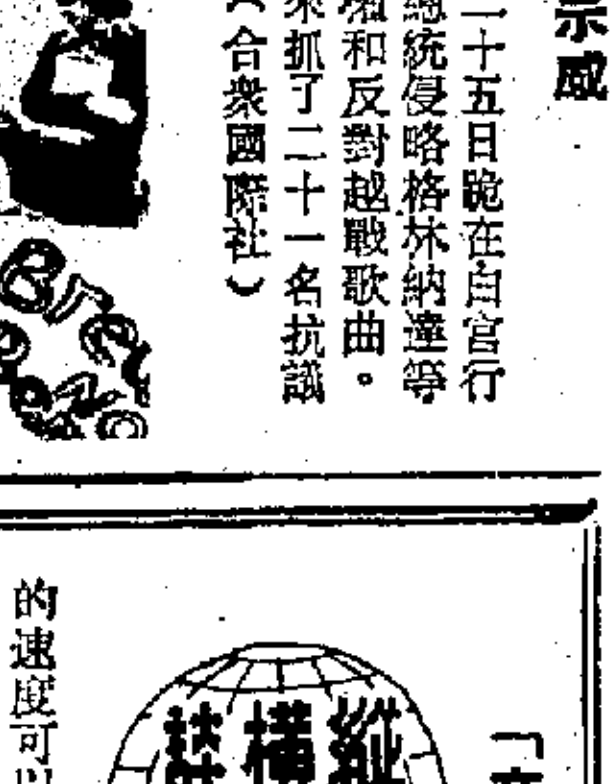 示威
二十五日跪在白宮行
總統侵略格林納達等
和反對越戰歌曲。
來抓了二十一名抗議
（合衆國際社）
縱
橫
談
的速度可以